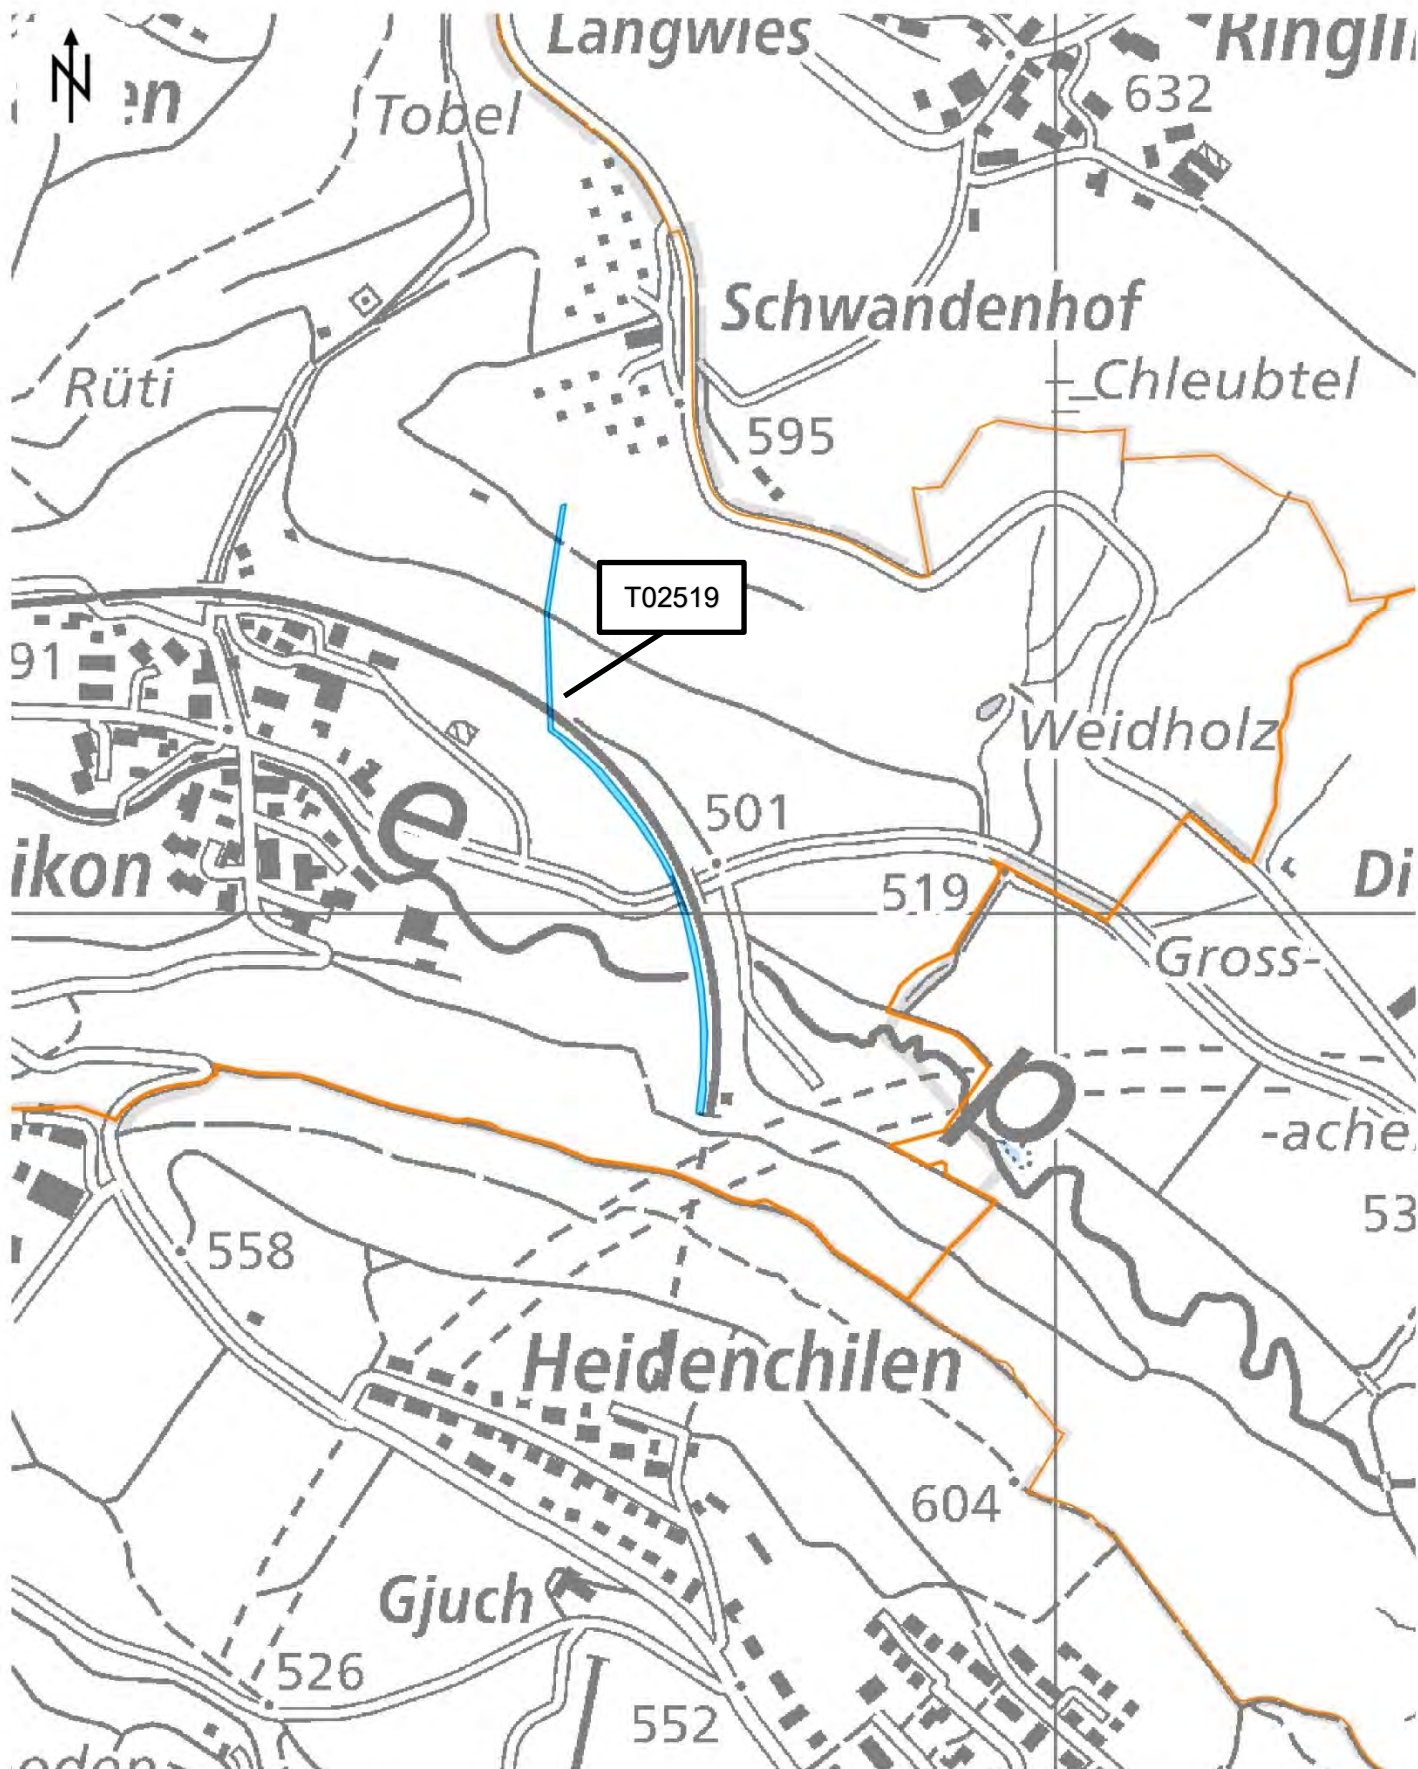 Langwies
N
en
Tobel
632
Schwandenhof
Rüti
Chleubtel
595
T02519
91
Weidholz
e
501
ikon
519
Di
Gross-
p
-ache
53
558
Heidenchilen
604
Gjuch
526
552